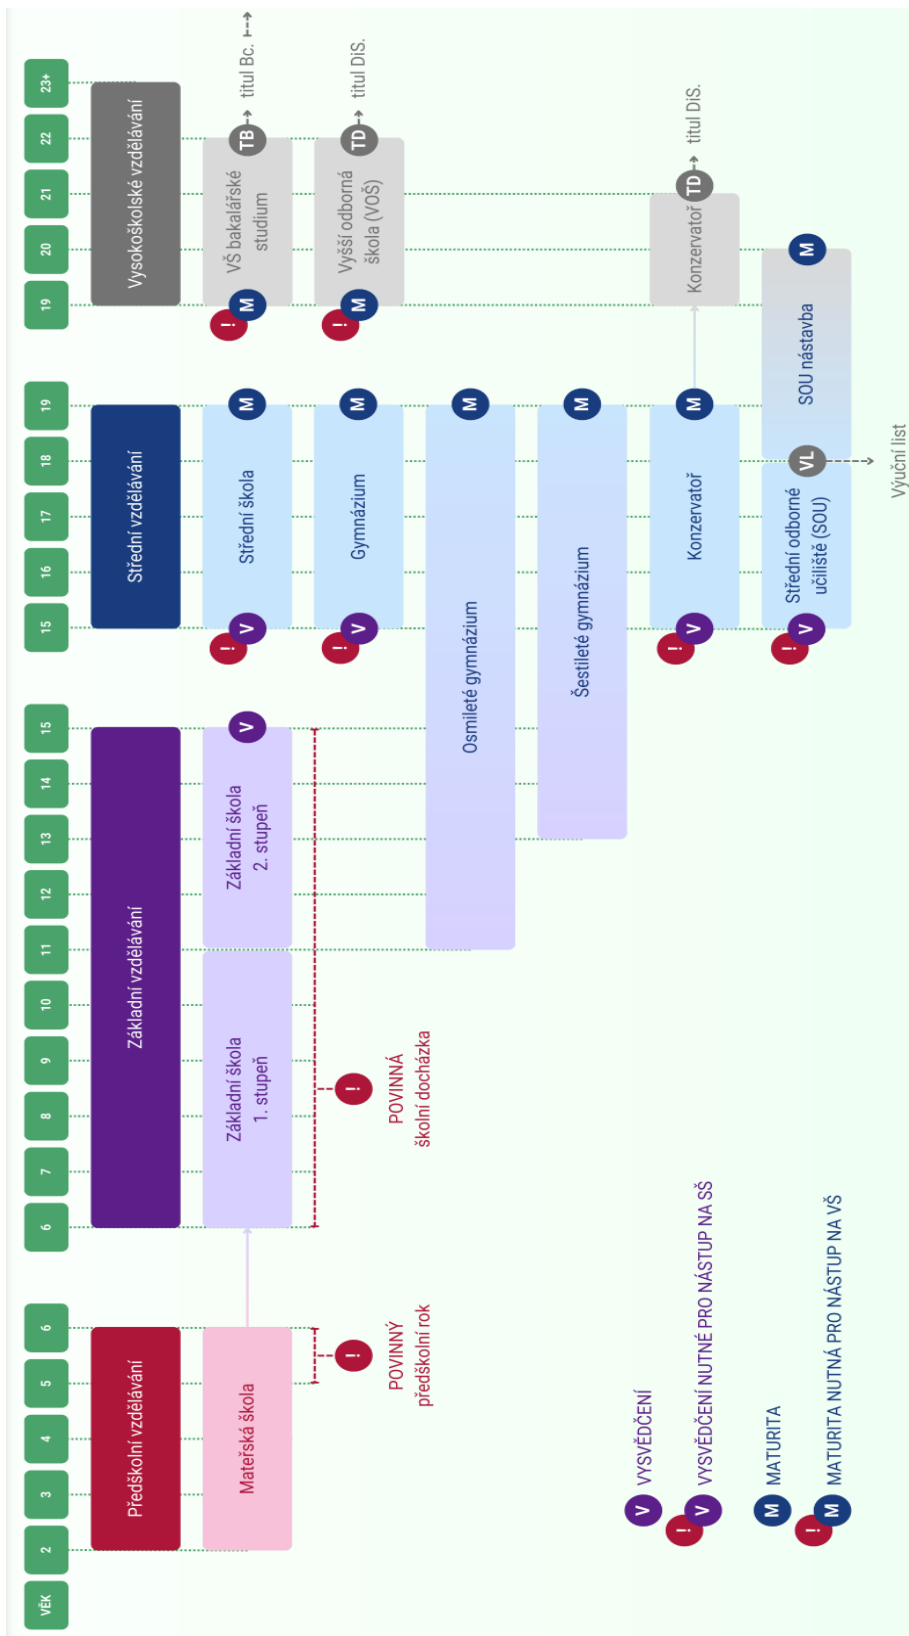 VĚK
2
3
4
5
6
6
7
8
9
10
11
12
13
14
15
15
16
17
18
19
19
20
21
22
23+
Předškolní vzdělávání
Základní vzdělávání
Střední vzdělávání
Vysokoškolské vzdělávání
Mateřská škola
Základní škola
1. stupeň
Základní škola
2. stupeň
V
!
V
Střední škola
M
!
M
VŠ bakalářské
studium
TB
titul Bc.
!
POVINNÝ
předškolní rok
!
POVINNÁ
školní docházka
!
V
Gymnázium
M
!
M
Vyšší odborná
škola (VOŠ)
TD
titul DiS.
Osmileté gymnázium
M
Šestileté gymnázium
M
!
V
Konzervatoř
M
Konzervatoř
TD
titul DiS.
!
V
Střední odborné
učiliště (SOU)
VL
SOU nástavba
M
Výuční list
V VYSVĚDČENÍ
! V VYSVĚDČENÍ NUTNÉ PRO NÁSTUP NA SŠ
M MATURITA
! M MATURITA NUTNÁ PRO NÁSTUP NA VŠ